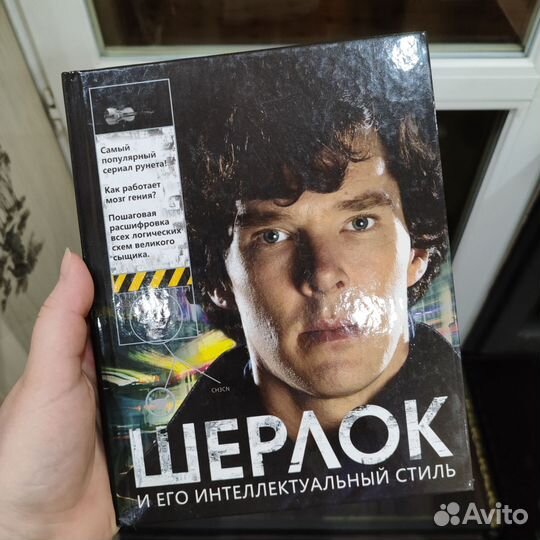 Самый
популярный
сериал рунета!
Как работает
мозг гения?
Пошаговая
расшифровка
всех логических
схем великого
сыщика.
CH3CN
ШЕРЛОК
И ЕГО ИНТЕЛЛЕКТУАЛЬНЫЙ СТИЛЬ
Avito